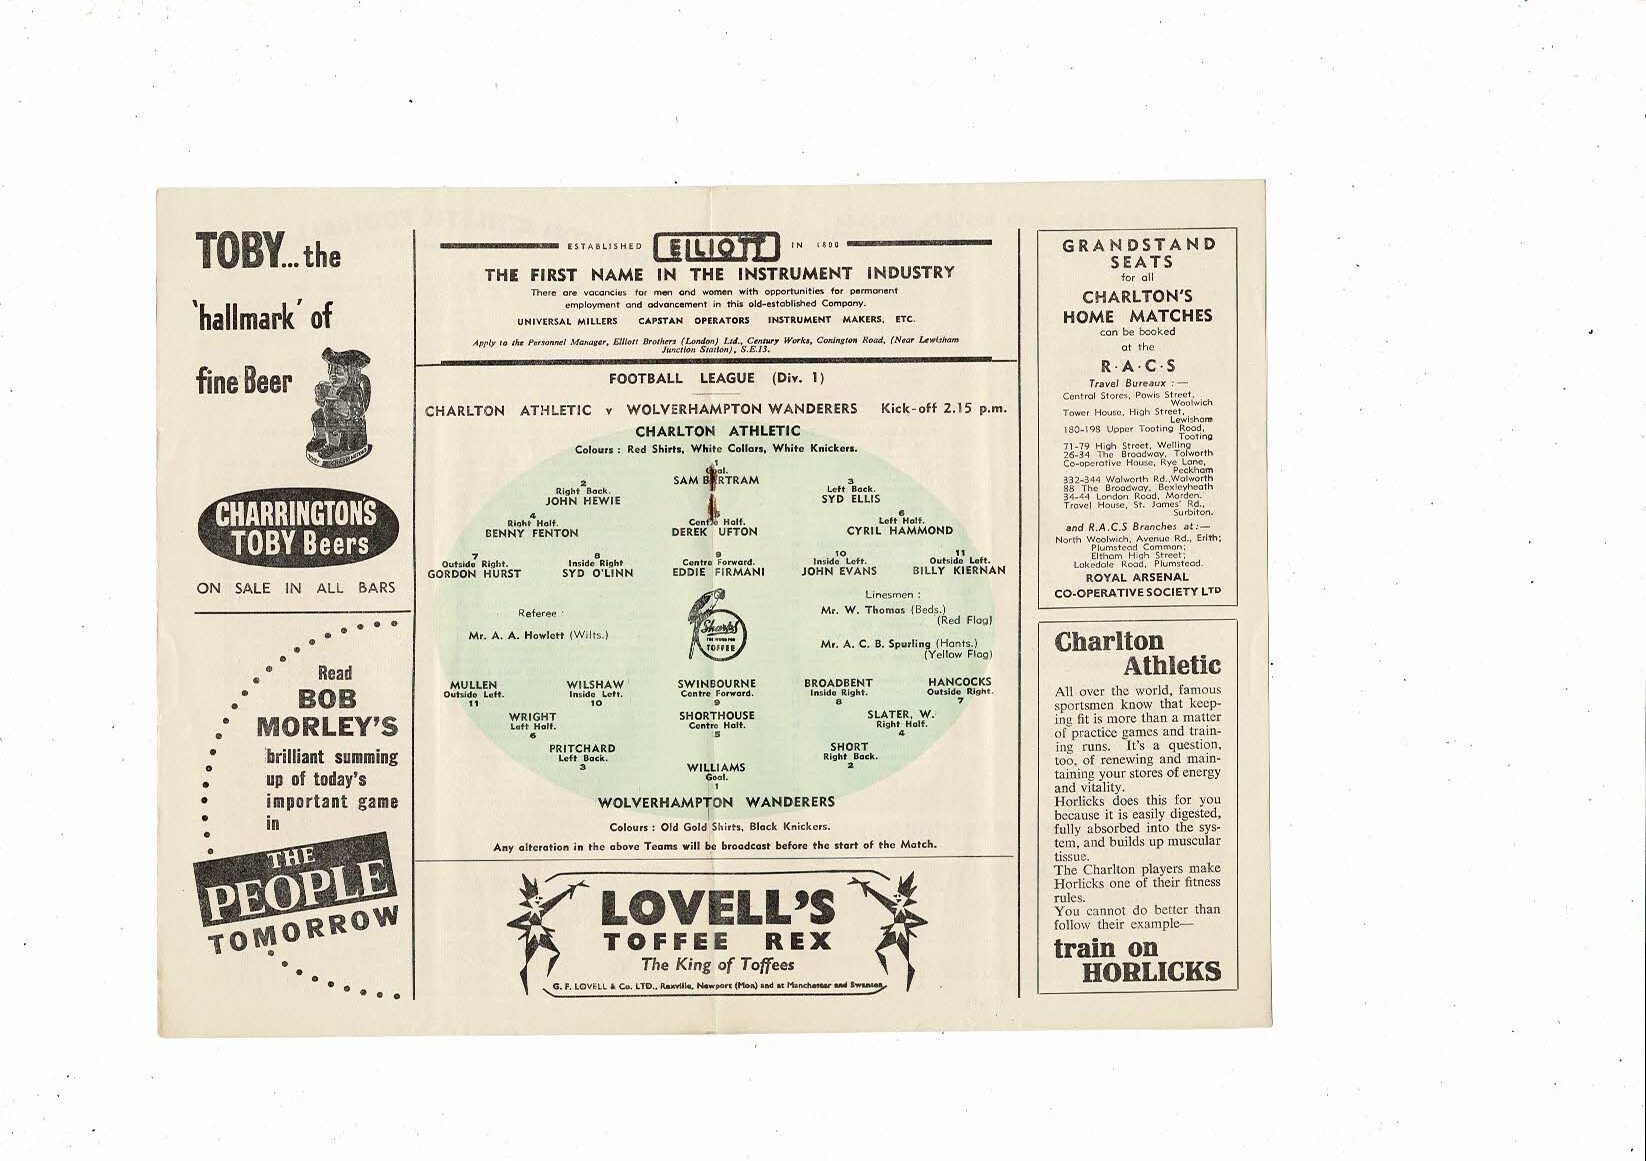 TOBY... the
'hallmark' of
fine Beer
CHARRINGTON'S
TOBY Beers
ON SALE IN ALL BARS
Read
BOB
MORLEY'S
brilliant summing
up of today's
important game
in
THE
PEOPLE
TOMORROW
ESTABLISHED ELLIOTT IN 1800
THE FIRST NAME IN THE INSTRUMENT INDUSTRY
There are vacancies for men and women with opportunities for permanent
employment and advancement in this old-established Company.
UNIVERSAL MILLERS CAPSTAN OPERATORS INSTRUMENT MAKERS, ETC.
Apply to the Personnel Manager, Elliott Brothers (London) Ltd., Century Works, Conington Road, (Near Lewisham
Junction Station), S.E.13.
FOOTBALL LEAGUE (Div. 1)
CHARLTON ATHLETIC v WOLVERHAMPTON WANDERERS Kick-off 2.15 p.m.
CHARLTON ATHLETIC
Colours : Red Shirts, White Collars, White Knickers.
1
Goal.
SAM BERTRAM
2
Right Back.
JOHN HEWIE
3
Left Back.
SYD ELLIS
4
Right Half.
BENNY FENTON
5
Centre Half.
DEREK UFTON
6
Left Half.
CYRIL HAMMOND
7
Outside Right.
GORDON HURST
8
Inside Right
SYD O'LINN
9
Centre Forward.
EDDIE FIRMANI
10
Inside Left.
JOHN EVANS
11
Outside Left.
BILLY KIERNAN
Referee :
Mr. A. A. Howlett (Wilts.)
Sharps
THE WORD FOR
TOFFEE
Linesmen :
Mr. W. Thomas (Beds.)
(Red Flag)
Mr. A. C. B. Spurling (Hants.)
(Yellow Flag)
MULLEN
Outside Left.
11
WILSHAW
Inside Left.
10
SWINBOURNE
Centre Forward.
9
BROADBENT
Inside Right.
8
HANCOCKS
Outside Right.
7
WRIGHT
Left Half.
6
SHORTHOUSE
Centre Half.
5
SLATER, W.
Right Half.
4
PRITCHARD
Left Back.
3
SHORT
Right Back.
2
WILLIAMS
Goal.
1
WOLVERHAMPTON WANDERERS
Colours : Old Gold Shirts, Black Knickers.
Any alteration in the above Teams will be broadcast before the start of the Match.
LOVELL'S
TOFFEE REX
The King of Toffees
G. F. LOVELL & Co. LTD., Rexville, Newport (Mon) and at Manchester and Swansea.
GRANDSTAND
SEATS
for all
CHARLTON'S
HOME MATCHES
can be booked
at the
R·A·C·S
Travel Bureaux :—
Central Stores, Powis Street,
Woolwich
Tower House, High Street,
Lewisham
180-198 Upper Tooting Road,
Tooting
71-79 High Street, Welling
26-34 The Broadway, Tolworth
Co-operative House, Rye Lane,
Peckham
332-344 Walworth Rd., Walworth
88 The Broadway, Bexleyheath
34-44 London Road, Morden.
Travel House, St. James' Rd.,
Surbiton.
and R.A.C.S Branches at:—
North Woolwich, Avenue Rd., Erith;
Plumstead Common;
Eltham High Street;
Lakedale Road, Plumstead.
ROYAL ARSENAL
CO-OPERATIVE SOCIETY LTD
Charlton
Athletic
All over the world, famous
sportsmen know that keep-
ing fit is more than a matter
of practice games and train-
ing runs. It's a question,
too, of renewing and main-
taining your stores of energy
and vitality.
Horlicks does this for you
because it is easily digested,
fully absorbed into the sys-
tem, and builds up muscular
tissue.
The Charlton players make
Horlicks one of their fitness
rules.
You cannot do better than
follow their example—
train on
HORLICKS